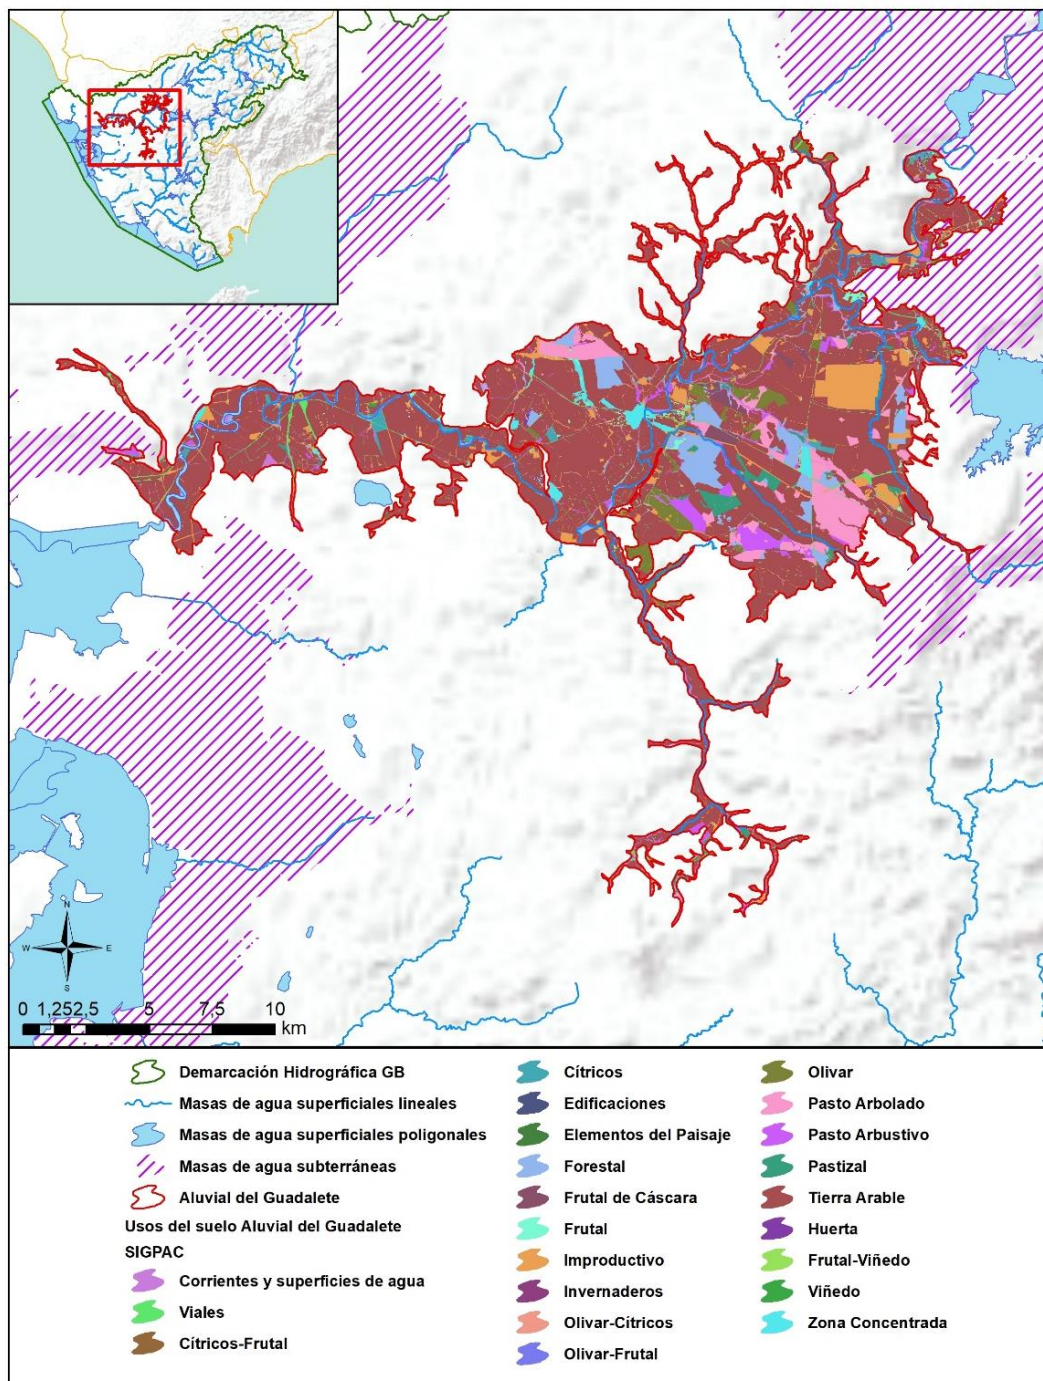 N
W E
S
0 1,252,5 5 7,5 10
km
Demarcación Hidrográfica GB
Masas de agua superficiales lineales
Masas de agua superficiales poligonales
Masas de agua subterráneas
Aluvial del Guadalete
Usos del suelo Aluvial del Guadalete
SIGPAC
Corrientes y superficies de agua
Viales
Cítricos-Frutal
Cítricos
Edificaciones
Elementos del Paisaje
Forestal
Frutal de Cáscara
Frutal
Improductivo
Invernaderos
Olivar-Cítricos
Olivar-Frutal
Olivar
Pasto Arbolado
Pasto Arbustivo
Pastizal
Tierra Arable
Huerta
Frutal-Viñedo
Viñedo
Zona Concentrada